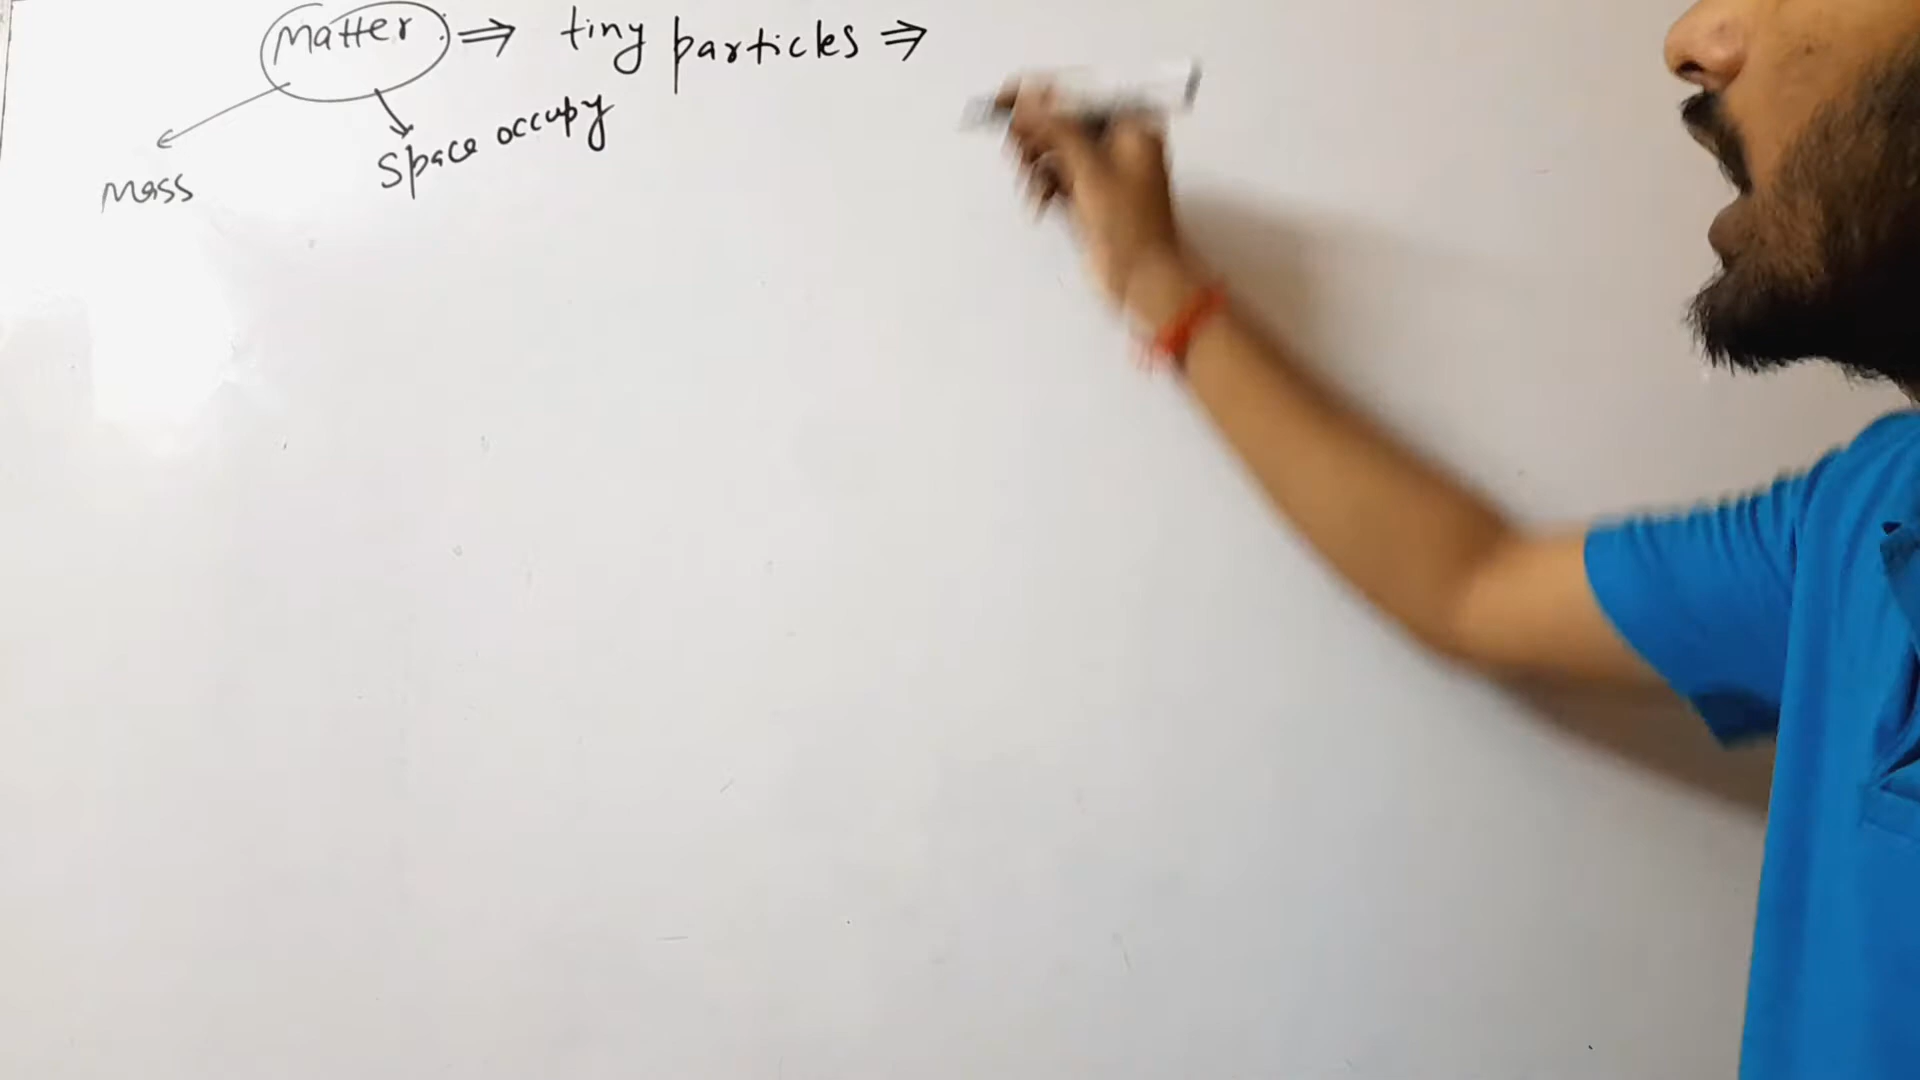 Matter ⇒ tiny particles ⇒
Space occupy
Mass